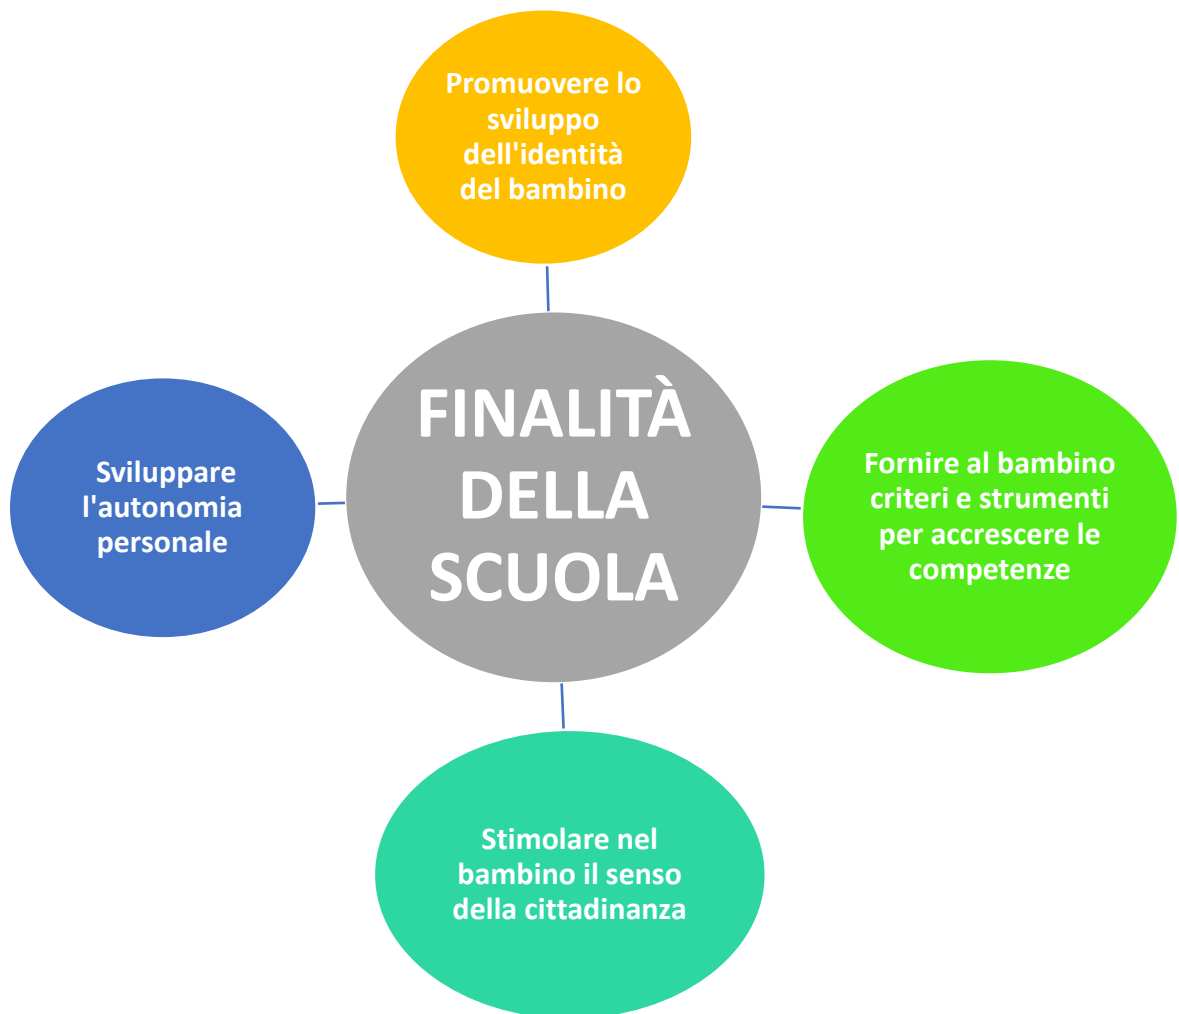 Promuovere lo
sviluppo
dell'identità
del bambino
FINALITÀ
DELLA
SCUOLA
Sviluppare
l'autonomia
personale
Fornire al bambino
criteri e strumenti
per accrescere le
competenze
Stimolare nel
bambino il senso
della cittadinanza